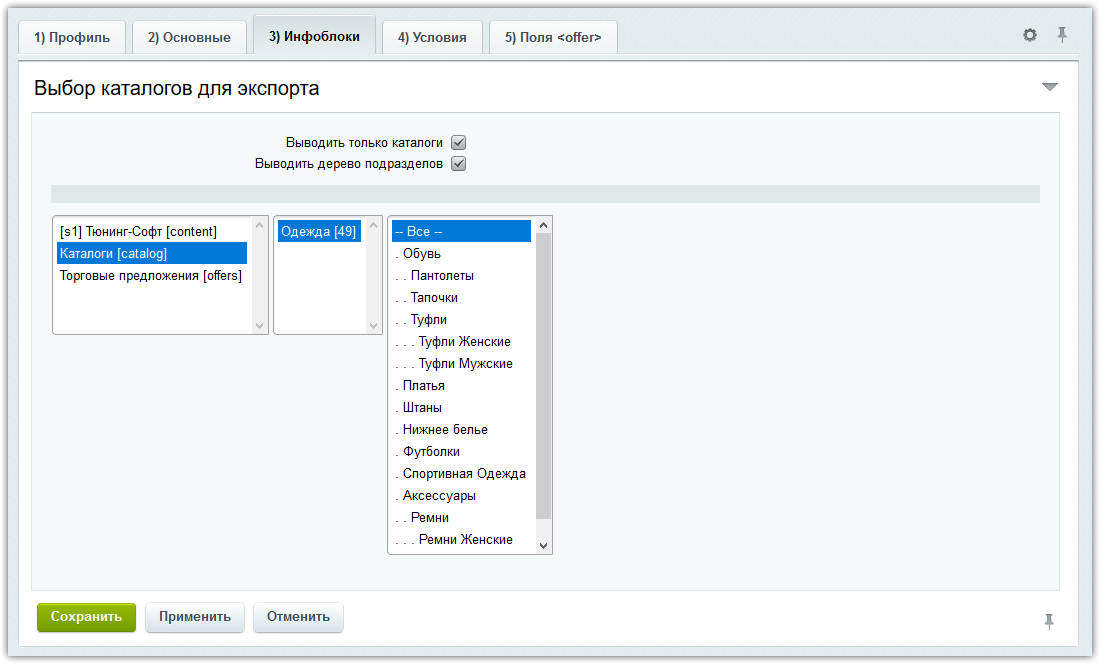 1) Профиль
2) Основные
3) Инфоблоки
4) Условия
5) Поля <offer>
Выбор каталогов для экспорта
Выводить только каталоги
Выводить дерево подразделов
[s1] Тюнинг-Софт [content]
Каталоги [catalog]
Торговые предложения [offers]
Одежда [49]
-- Все --
. Обувь
. . Пантолеты
. . Тапочки
. . Туфли
. . . Туфли Женские
. . . Туфли Мужские
. Платья
. Штаны
. Нижнее белье
. Футболки
. Спортивная Одежда
. Аксессуары
. . Ремни
. . . Ремни Женские
Сохранить
Применить
Отменить